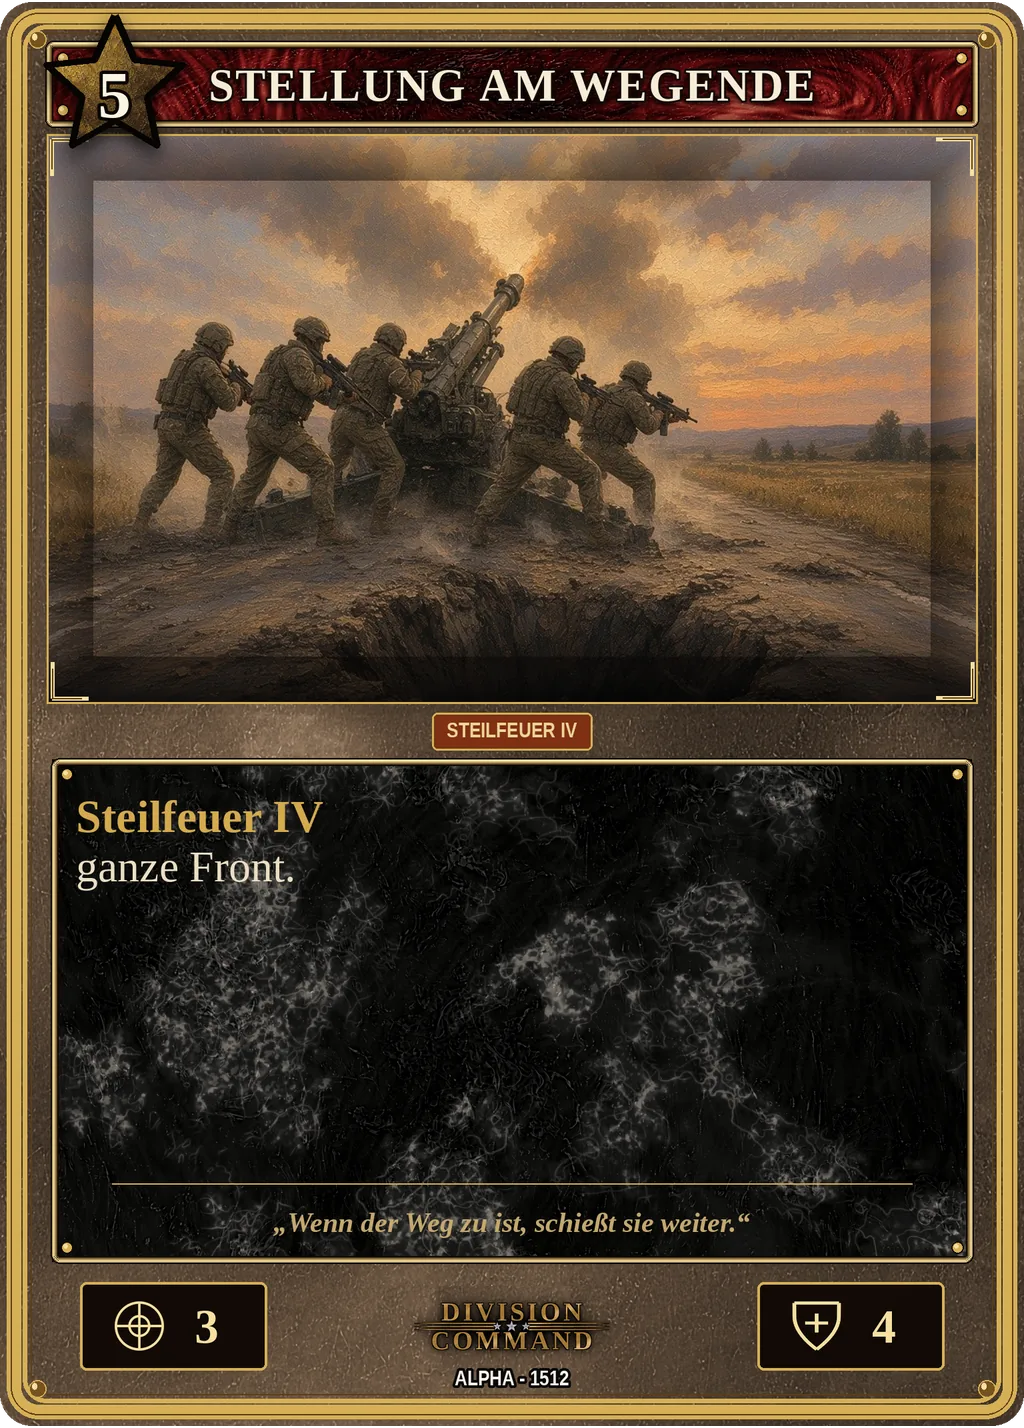 5
STELLUNG AM WEGENDE
STEILFEUER IV
Steilfeuer IV
ganze Front.
„Wenn der Weg zu ist, schießt sie weiter.“
3
DIVISION
COMMAND
4
ALPHA - 1512